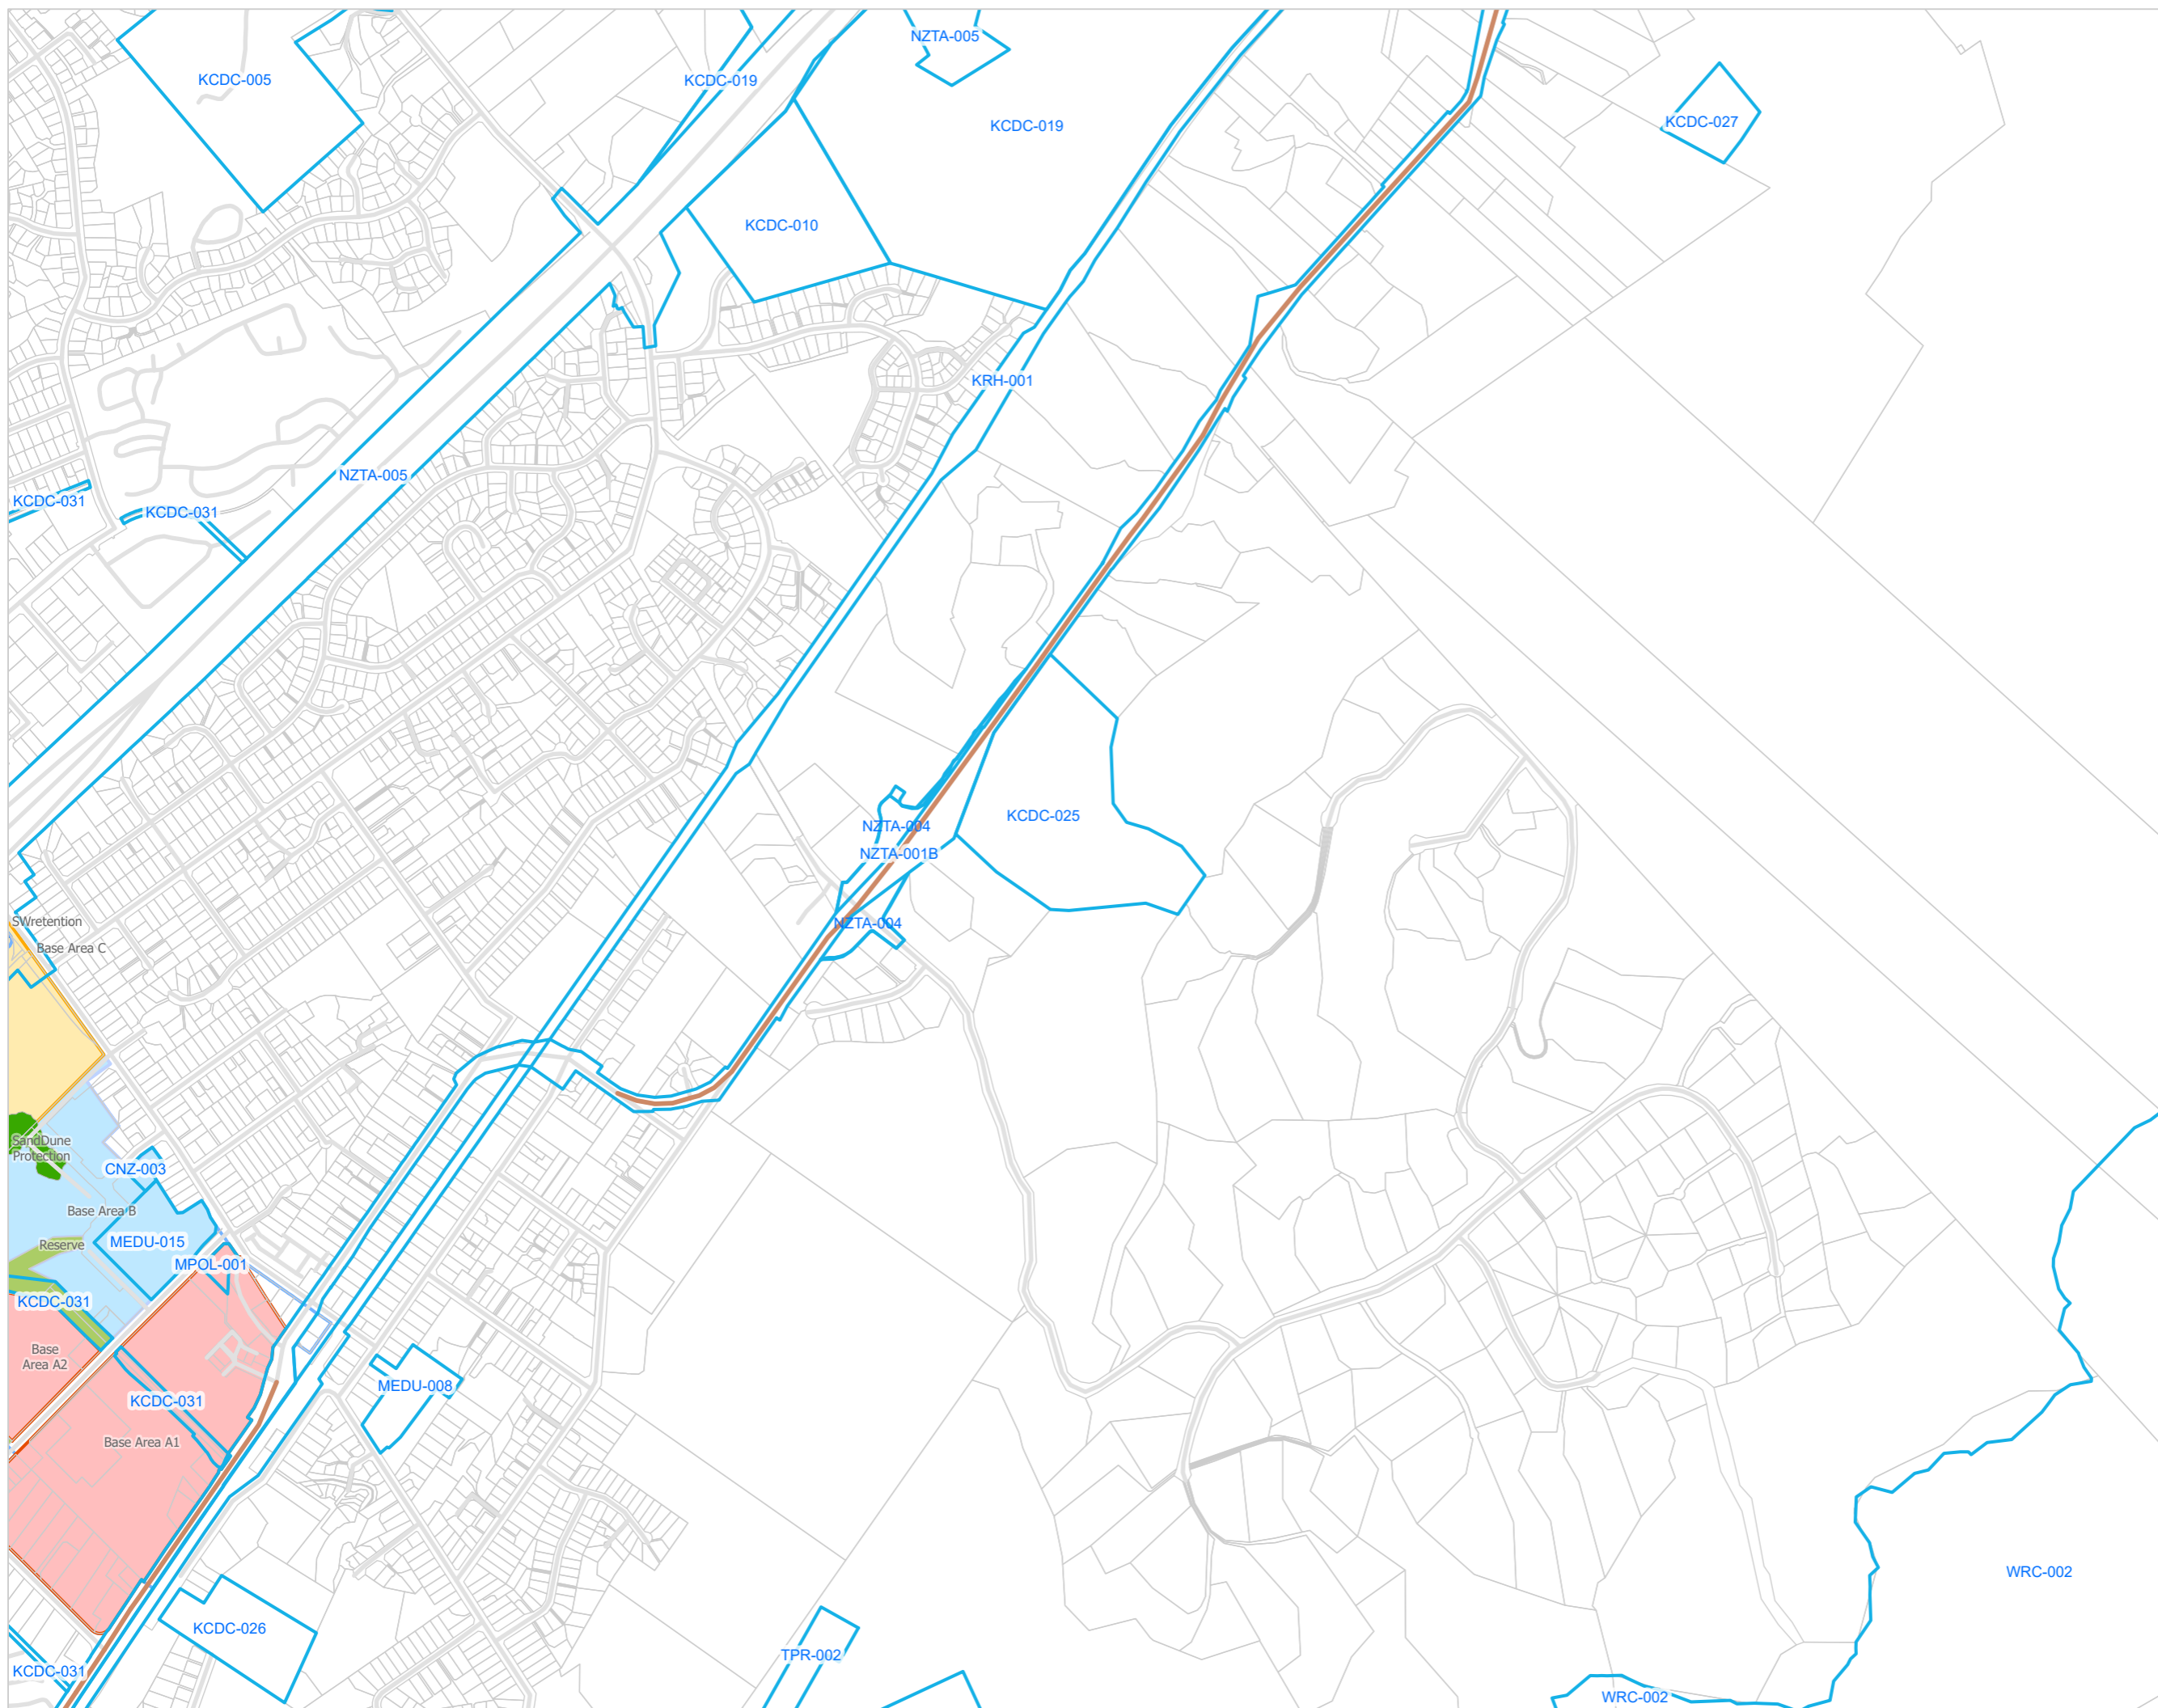 NZTA-005
KCDC-005
KCDC-019
KCDC-019
KCDC-027
KCDC-010
KRH-001
NZTA-005
KCDC-031
KCDC-031
KCDC-025
NZTA-004
NZTA-001B
NZTA-004
SWretention
Base Area C
SandDune
Protection
CNZ-003
Base Area B
Reserve
MEDU-015
MPOL-001
KCDC-031
Base
Area A2
MEDU-008
KCDC-031
Base Area A1
WRC-002
KCDC-026
TPR-002
KCDC-031
WRC-002